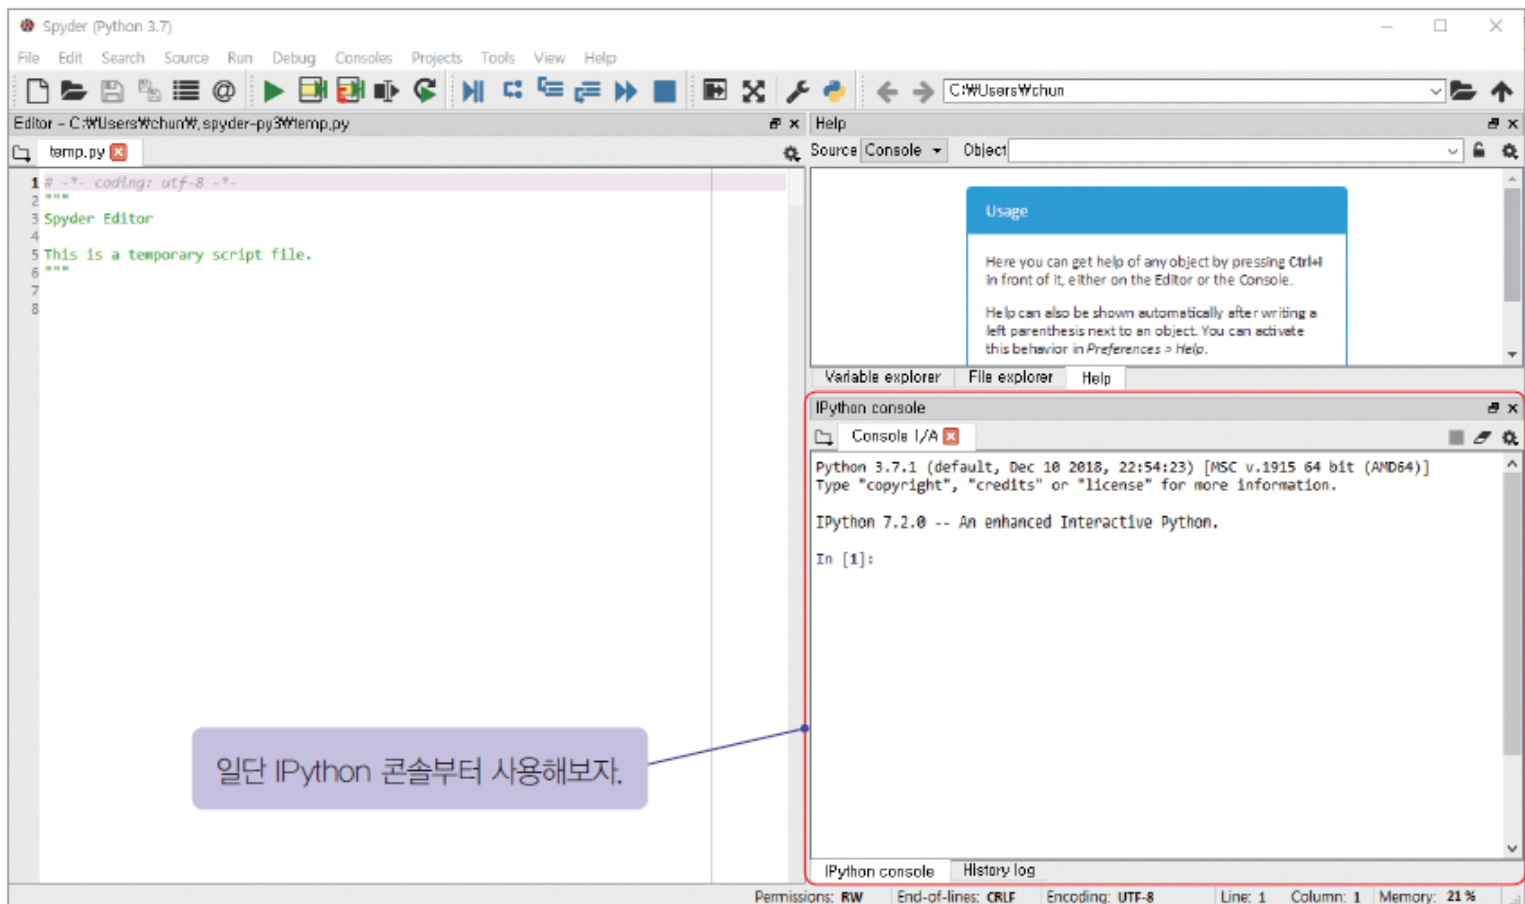 Spyder (Python 3.7)
File Edit Search Source Run Debug Consoles Projects Tools View Help
C:₩Users₩chun
Editor - C:₩Users₩chun₩.spyder-py3₩temp.py
temp.py
1 # -*- coding: utf-8 -*-
2 """
3 Spyder Editor
4
5 This is a temporary script file.
6 """
7
8
Help
Source Console Object
Usage
Here you can get help of any object by pressing Ctrl+I
in front of it, either on the Editor or the Console.
Help can also be shown automatically after writing a
left parenthesis next to an object. You can activate
this behavior in Preferences > Help.
Variable explorer File explorer Help
IPython console
Console 1/A
Python 3.7.1 (default, Dec 10 2018, 22:54:23) [MSC v.1915 64 bit (AMD64)]
Type "copyright", "credits" or "license" for more information.
IPython 7.2.0 -- An enhanced Interactive Python.
In [1]:
일단 IPython 콘솔부터 사용해보자.
IPython console History log
Permissions: RW End-of-lines: CRLF Encoding: UTF-8 Line: 1 Column: 1 Memory: 21 %